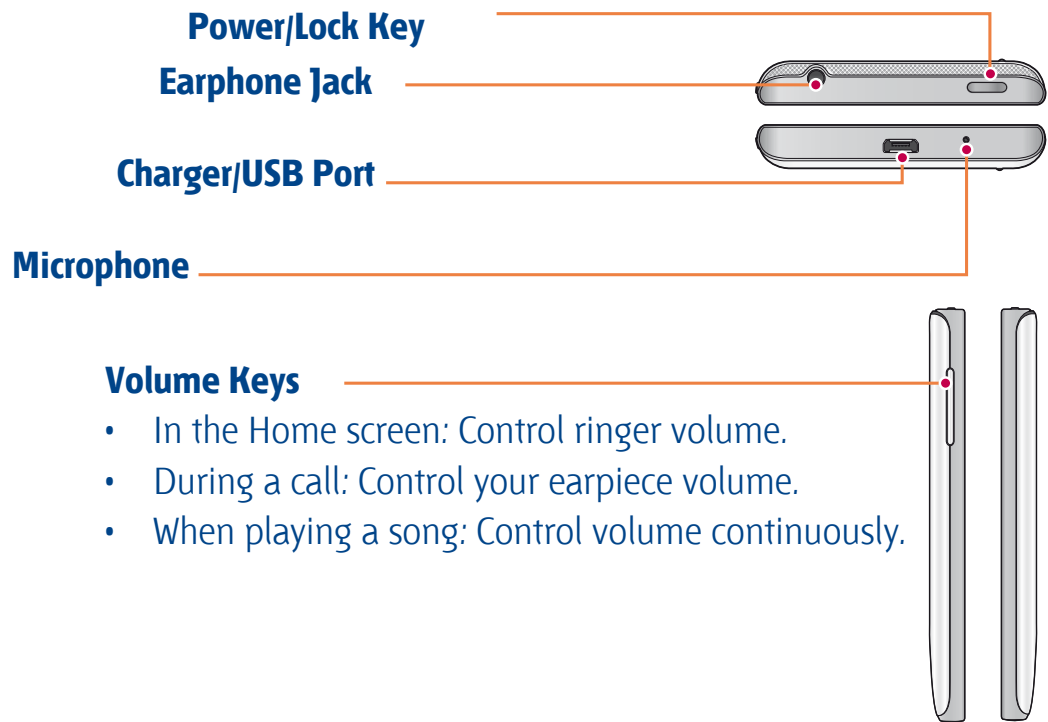 Power/Lock Key
Earphone Jack
Charger/USB Port
Microphone
Volume Keys
• In the Home screen: Control ringer volume.
• During a call: Control your earpiece volume.
• When playing a song: Control volume continuously.